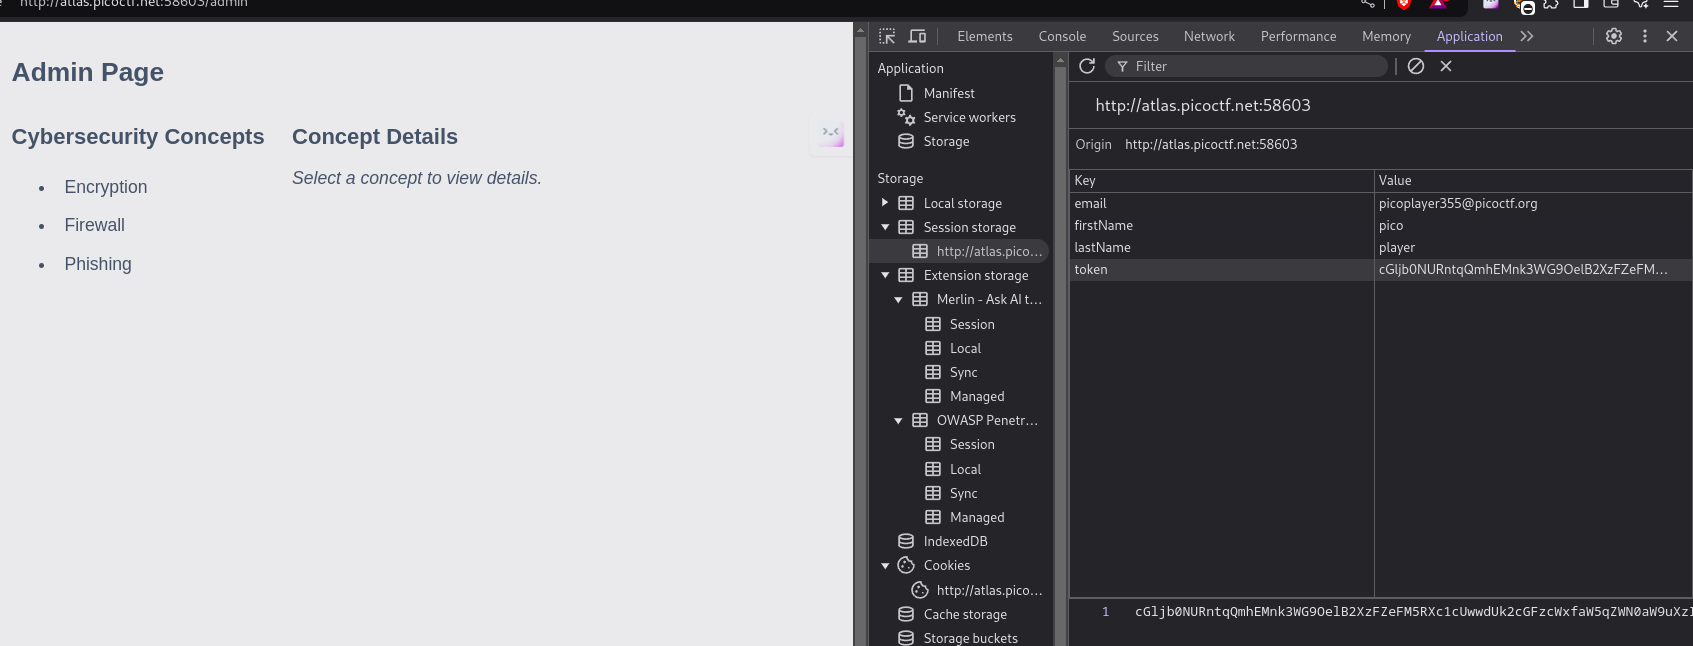 http://atlas.picoctf.net:58603/admin
Admin Page
Cybersecurity Concepts
Encryption
Firewall
Phishing
Concept Details
Select a concept to view details.
Elements Console Sources Network Performance Memory Application
Application
Manifest
Service workers
Storage
Storage
Local storage
Session storage
http://atlas.pico...
Extension storage
Merlin - Ask AI t...
Session
Local
Sync
Managed
OWASP Penetr...
Session
Local
Sync
Managed
IndexedDB
Cookies
http://atlas.pico...
Cache storage
Storage buckets
Filter
http://atlas.picoctf.net:58603
Origin http://atlas.picoctf.net:58603
Key Value
email picoplayer355@picoctf.org
firstName pico
lastName player
token cGljb0NURntqQmhEMnk3WG9OelB2XzFZeFM...
1 cGljb0NURntqQmhEMnk3WG9OelB2XzFZeFM5RXc1cUwwdUk2cGFzcWxfaW5qZWN0aW9uXz